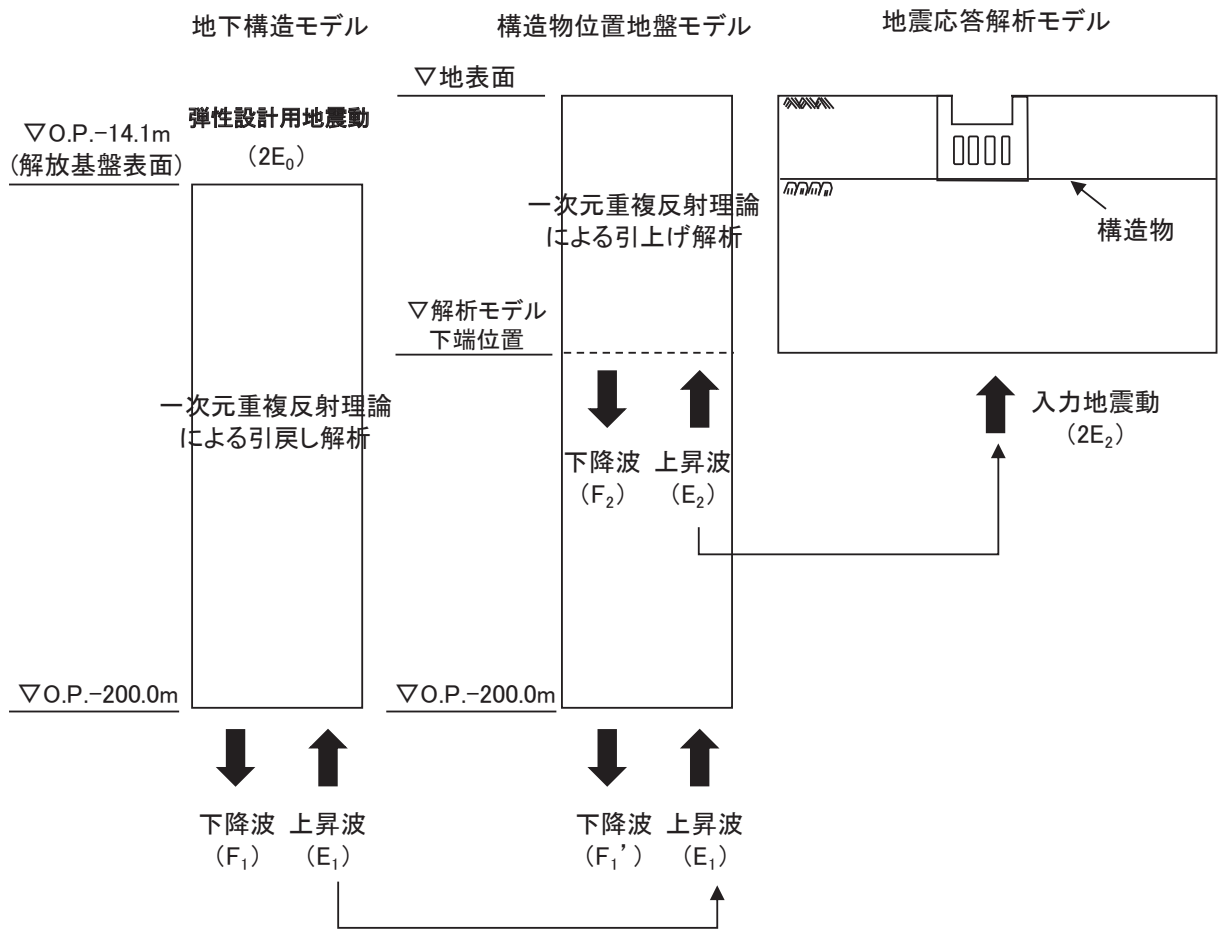 地下構造モデル
弾性設計用地震動
（2E₀）
▽O.P.-14.1m
(解放基盤表面)
一次元重複反射理論
による引戻し解析
▽O.P.-200.0m
下降波 上昇波
（F₁） （E₁）
構造物位置地盤モデル
▽地表面
一次元重複反射理論
による引上げ解析
▽解析モデル
下端位置
下降波 上昇波
（F₂） （E₂）
▽O.P.-200.0m
下降波 上昇波
（F₁’） （E₁）
地震応答解析モデル
構造物
入力地震動
（2E₂）